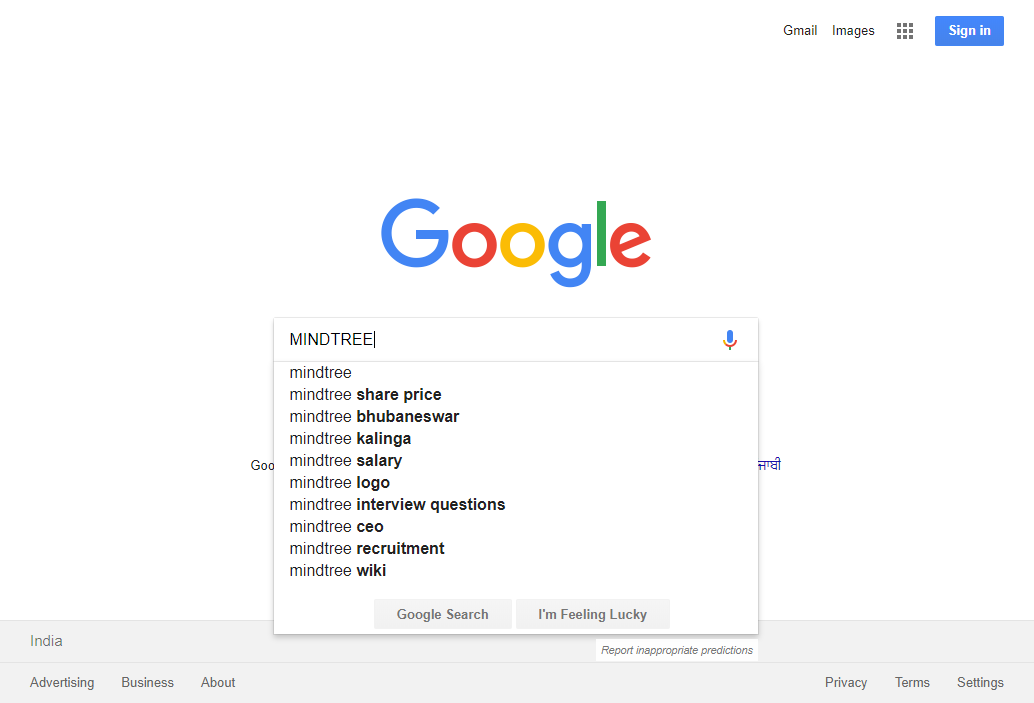 Gmail Images Sign in
Google
MINDTREE
mindtree
mindtree share price
mindtree bhubaneswar
mindtree kalinga
mindtree salary
mindtree logo
mindtree interview questions
mindtree ceo
mindtree recruitment
mindtree wiki
Google Search I'm Feeling Lucky
India
Report inappropriate predictions
Advertising Business About Privacy Terms Settings